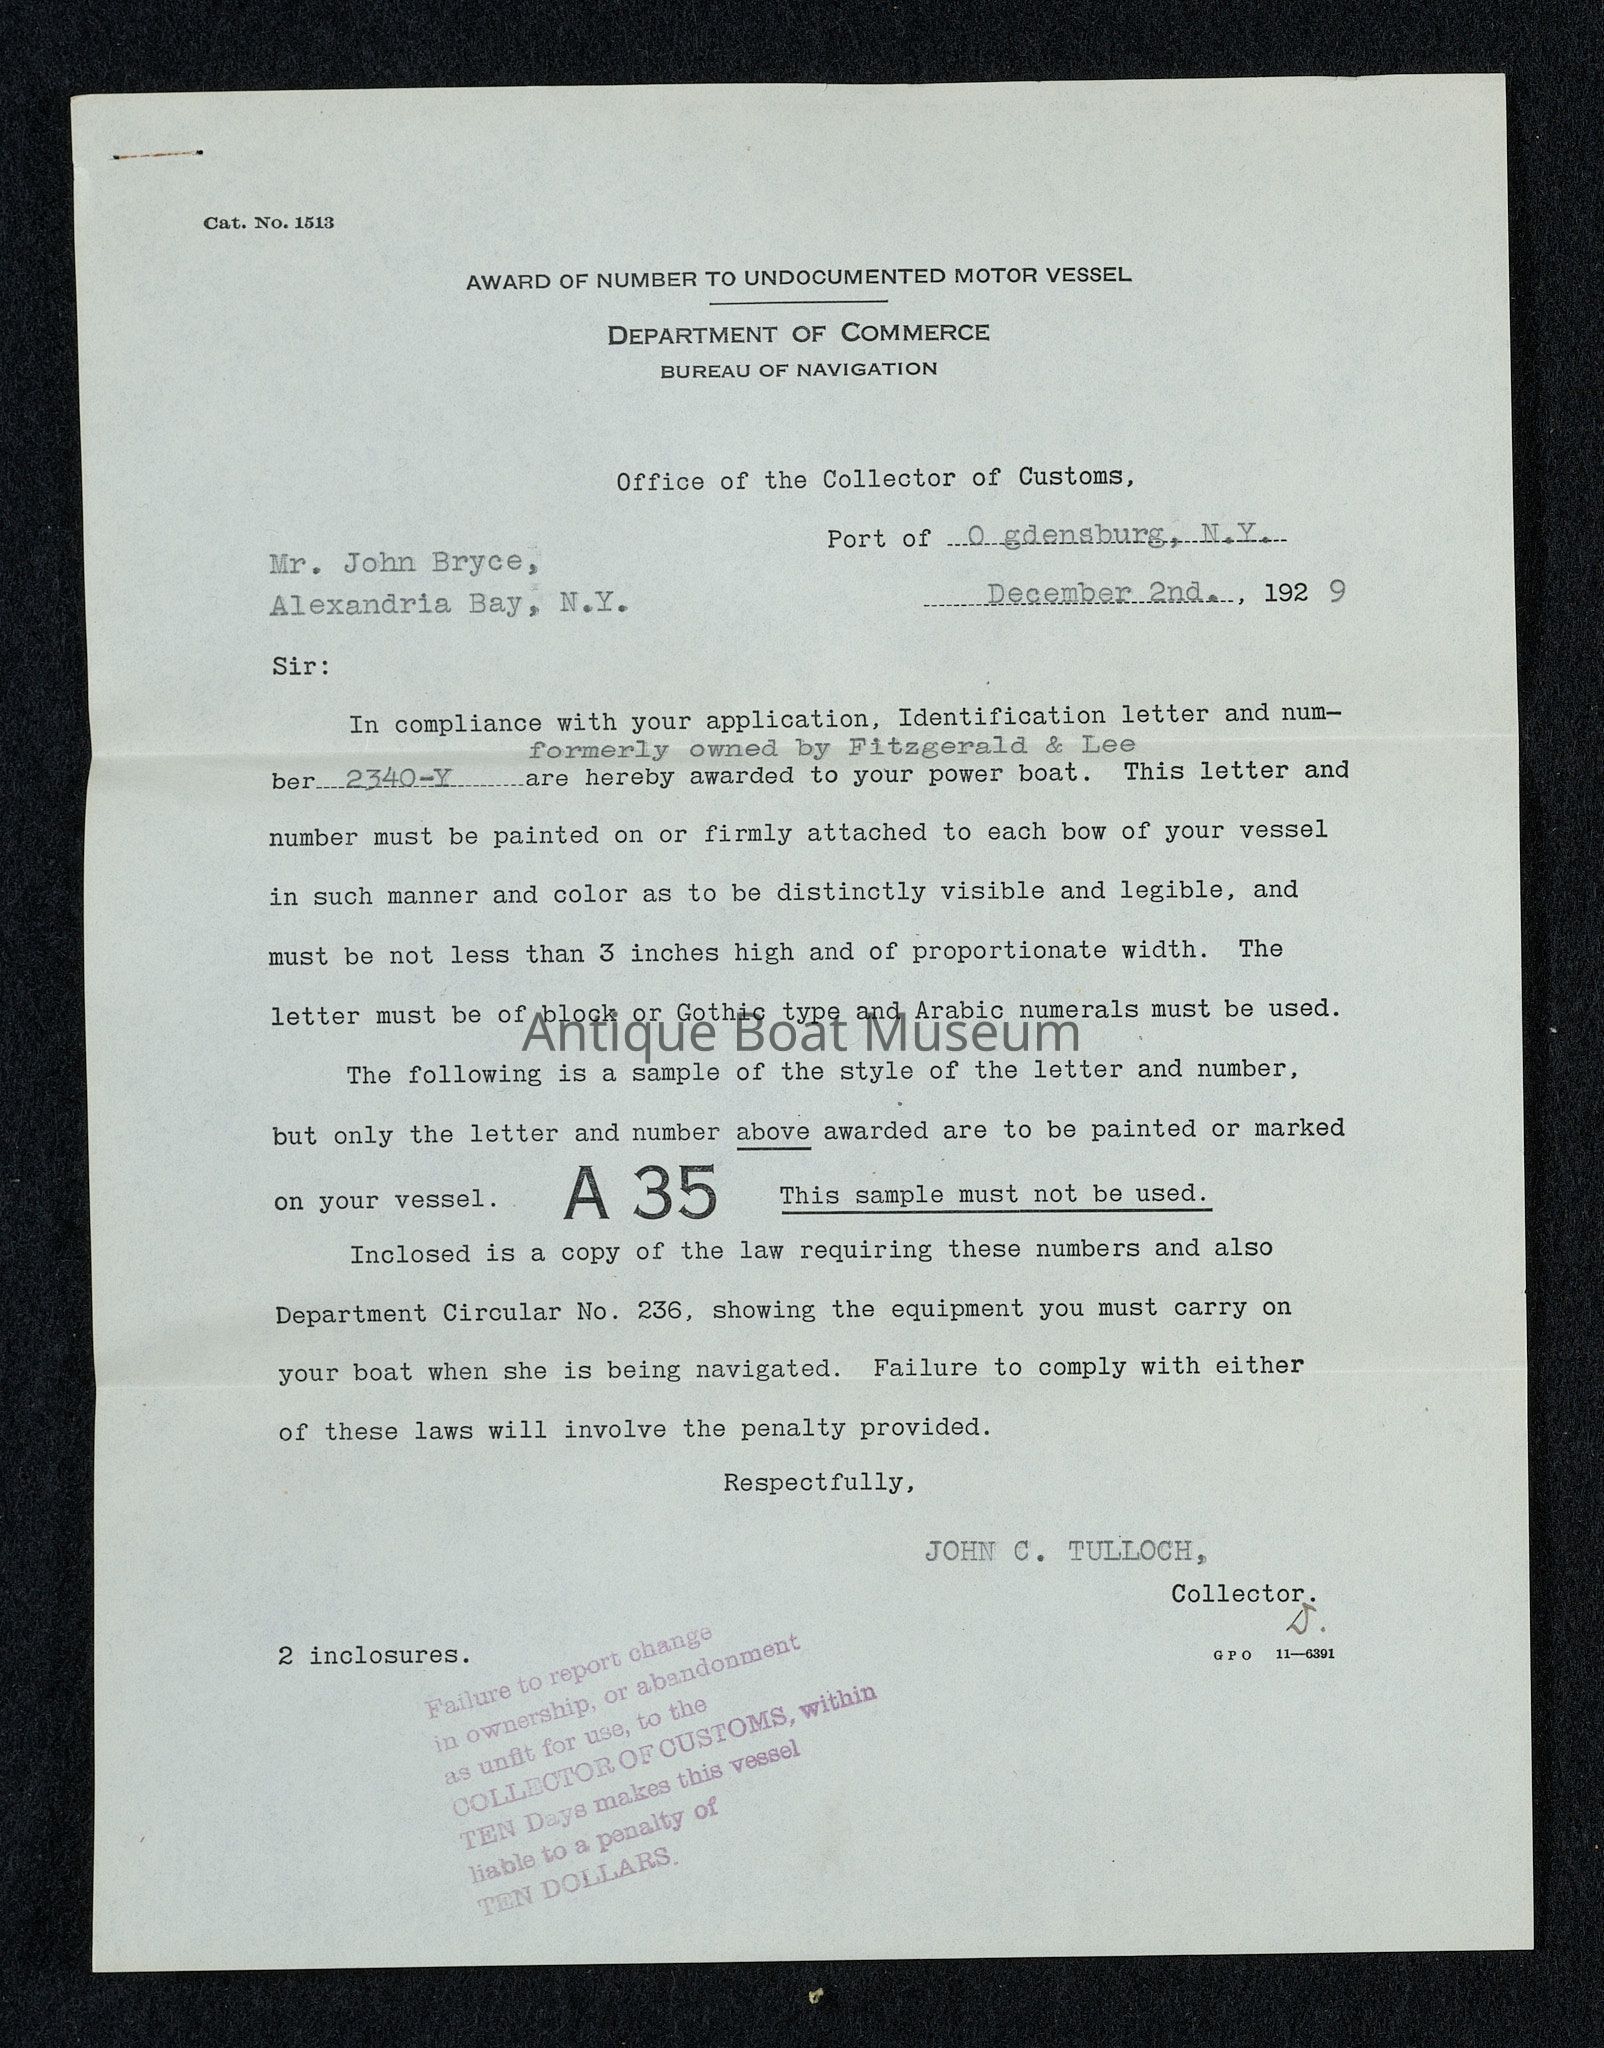 Cat. No. 1513
AWARD OF NUMBER TO UNDOCUMENTED MOTOR VESSEL
DEPARTMENT OF COMMERCE
BUREAU OF NAVIGATION
Office of the Collector of Customs,
Port of O gdensburg, N.Y.
Mr. John Bryce,
Alexandria Bay, N.Y.
December 2nd. , 192 9
Sir:
In compliance with your application, Identification letter and num-
formerly owned by Fitzgerald & Lee
ber 2340-Y are hereby awarded to your power boat. This letter and
number must be painted on or firmly attached to each bow of your vessel
in such manner and color as to be distinctly visible and legible, and
must be not less than 3 inches high and of proportionate width. The
letter must be of block or Gothic type and Arabic numerals must be used.
Antique Boat Museum
The following is a sample of the style of the letter and number,
but only the letter and number above awarded are to be painted or marked
on your vessel. A 35 This sample must not be used.
Inclosed is a copy of the law requiring these numbers and also
Department Circular No. 236, showing the equipment you must carry on
your boat when she is being navigated. Failure to comply with either
of these laws will involve the penalty provided.
Respectfully,
JOHN C. TULLOCH,
Collector.
D.
2 inclosures.
GPO 11—6391
Failure to report change
in ownership, or abandonment
as unfit for use, to the
COLLECTOR OF CUSTOMS, within
TEN Days makes this vessel
liable to a penalty of
TEN DOLLARS.